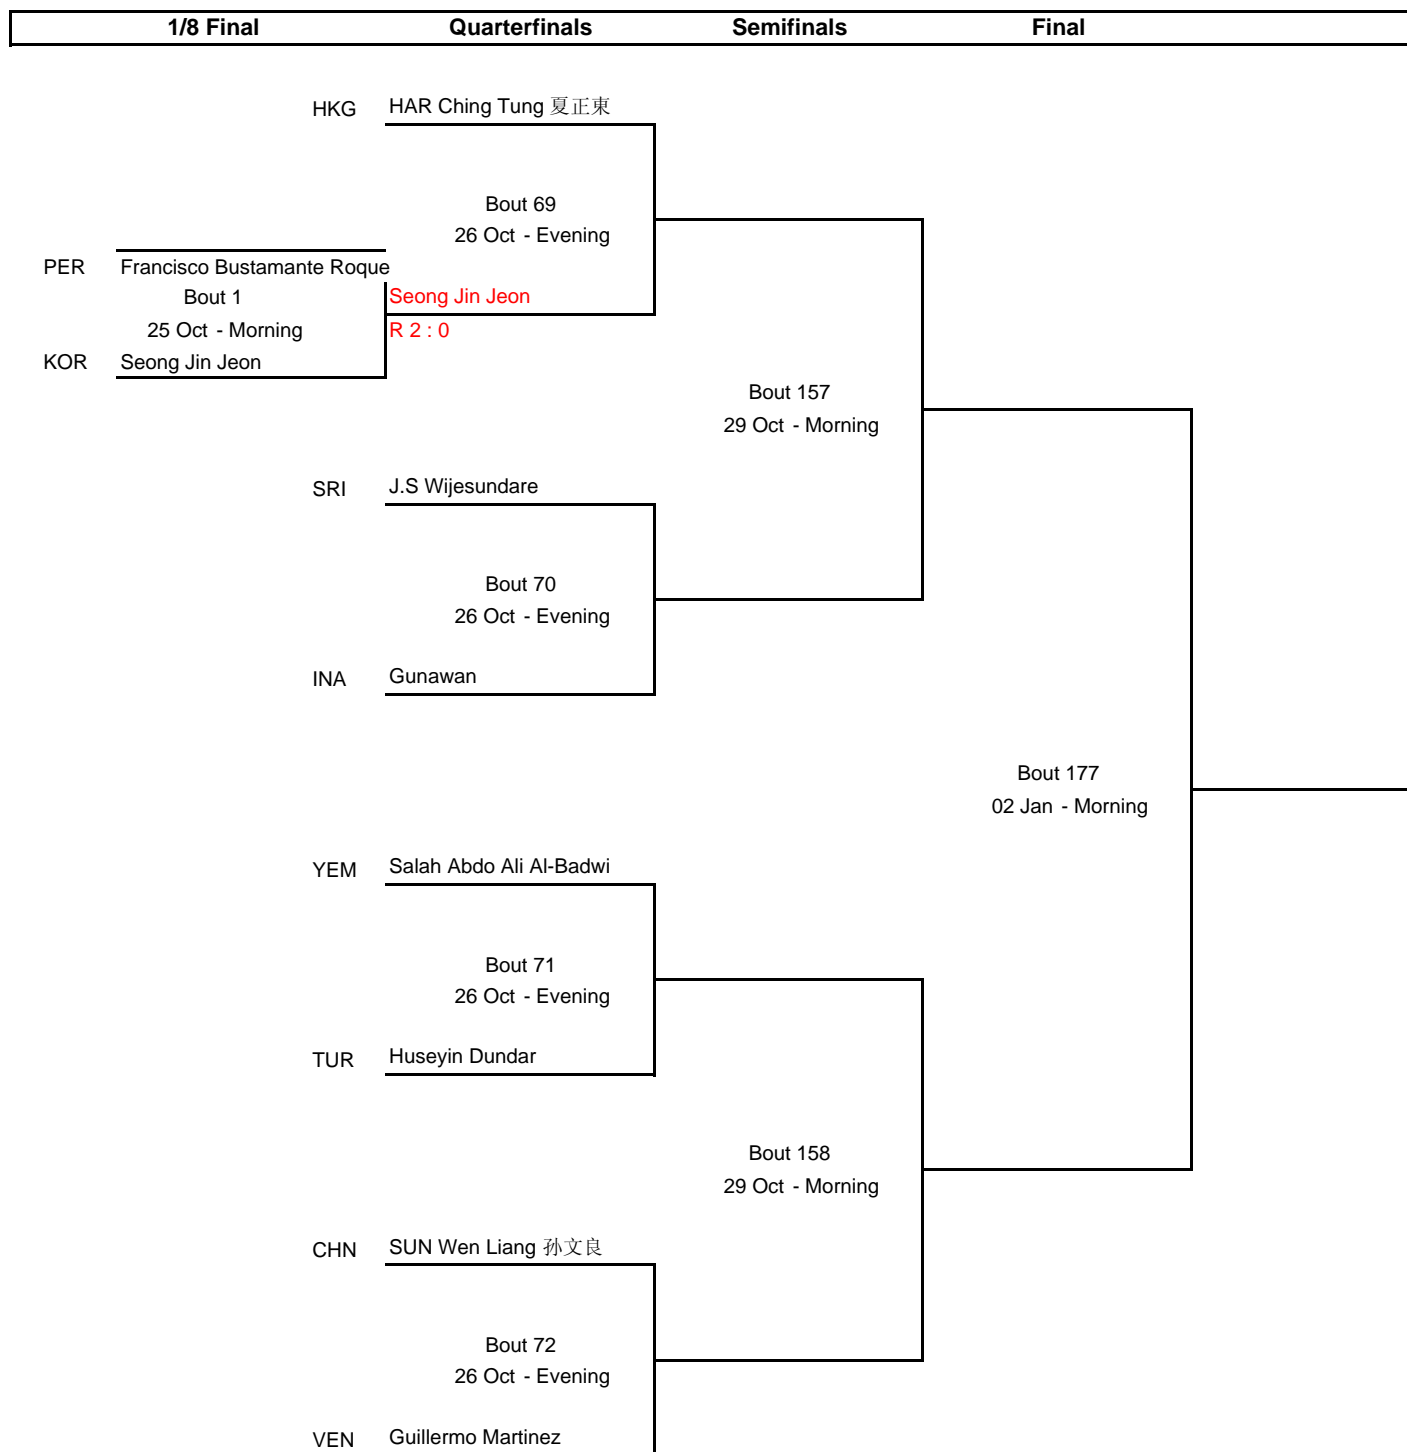 1/8 Final Quarterfinals Semifinals Final
HKG HAR Ching Tung 夏正東
Bout 69
26 Oct - Evening
PER Francisco Bustamante Roque
Bout 1 Seong Jin Jeon
25 Oct - Morning R 2 : 0
KOR Seong Jin Jeon
Bout 157
29 Oct - Morning
SRI J.S Wijesundare
Bout 70
26 Oct - Evening
INA Gunawan
Bout 177
02 Jan - Morning
YEM Salah Abdo Ali Al-Badwi
Bout 71
26 Oct - Evening
TUR Huseyin Dundar
Bout 158
29 Oct - Morning
CHN SUN Wen Liang 孙文良
Bout 72
26 Oct - Evening
VEN Guillermo Martinez